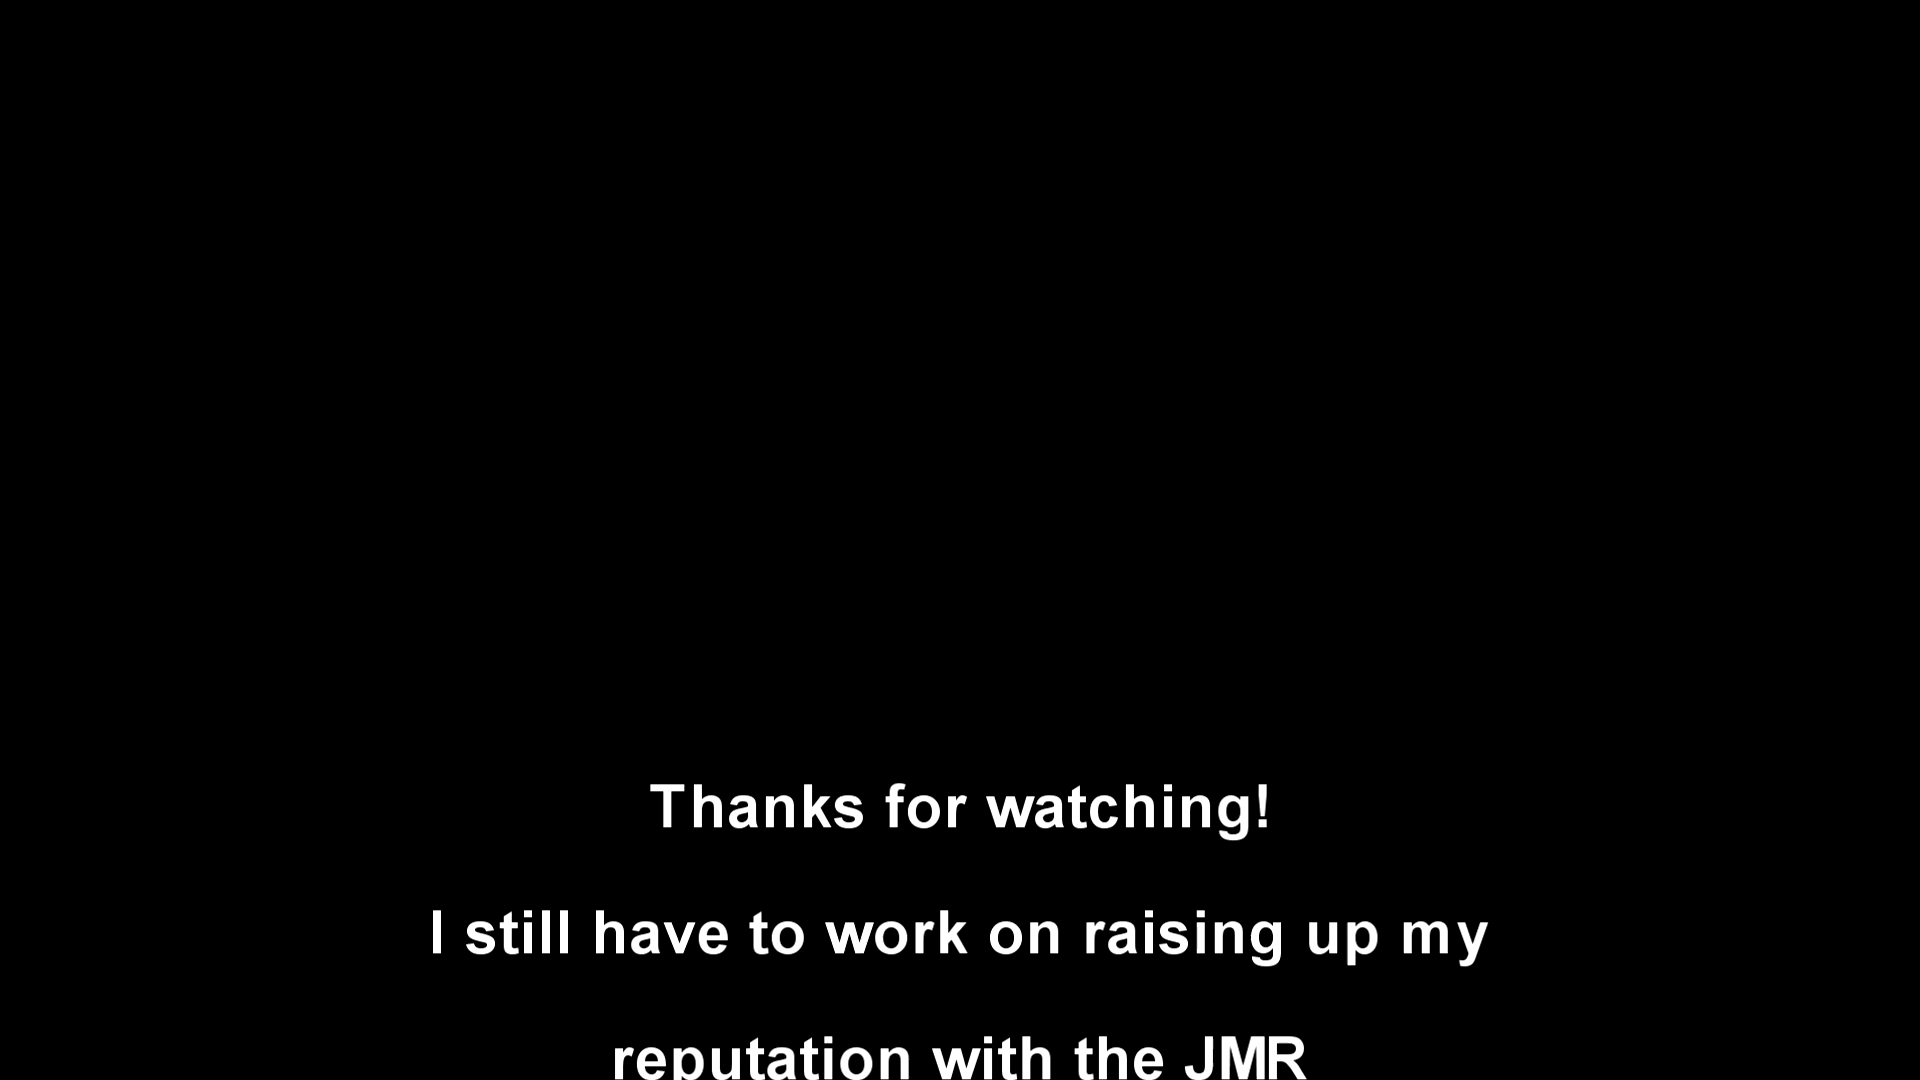 Thanks for watching!
I still have to work on raising up my
reputation with the JMR